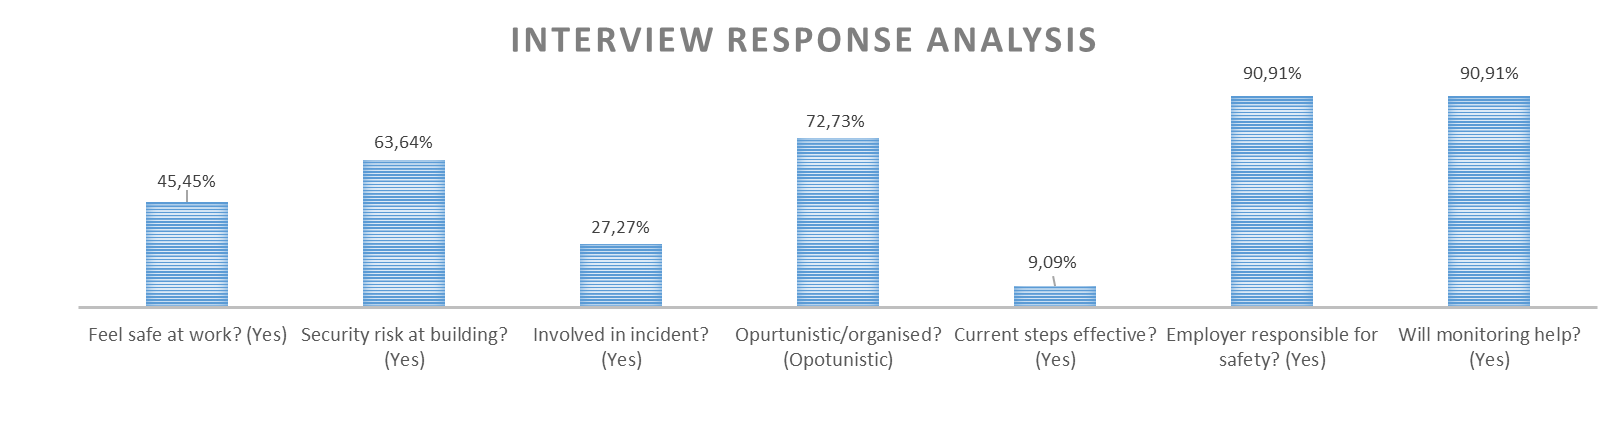 INTERVIEW RESPONSE ANALYSIS
45,45%
63,64%
27,27%
72,73%
9,09%
90,91%
90,91%
Feel safe at work? (Yes)
Security risk at building?
(Yes)
Involved in incident?
(Yes)
Opurtunistic/organised?
(Opotunistic)
Current steps effective?
(Yes)
Employer responsible for
safety? (Yes)
Will monitoring help?
(Yes)